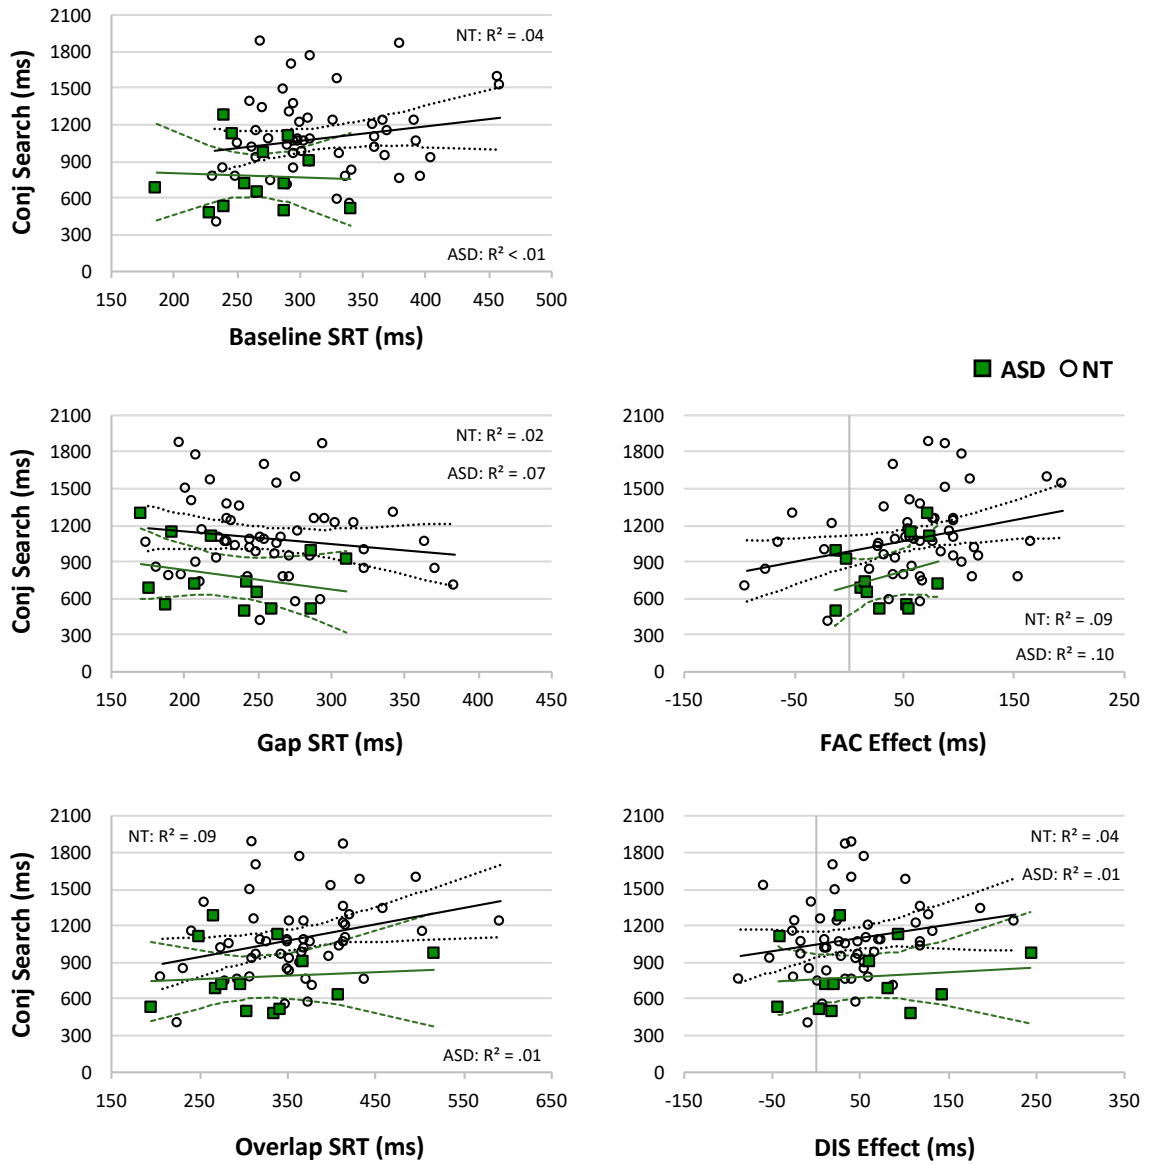 2100
1800
1500
1200
900
600
300
0
Conj Search (ms)
NT: R² = .04
ASD: R² < .01
150 200 250 300 350 400 450 500
Baseline SRT (ms)
ASD NT
2100
1800
1500
1200
900
600
300
0
Conj Search (ms)
NT: R² = .02
ASD: R² = .07
150 200 250 300 350 400 450
Gap SRT (ms)
2100
1800
1500
1200
900
600
300
0
NT: R² = .09
ASD: R² = .10
-150 -50 50 150 250
FAC Effect (ms)
2100
1800
1500
1200
900
600
300
0
Conj Search (ms)
NT: R² = .09
ASD: R² = .01
150 250 350 450 550 650
Overlap SRT (ms)
2100
1800
1500
1200
900
600
300
0
NT: R² = .04
ASD: R² = .01
-150 -50 50 150 250 350
DIS Effect (ms)